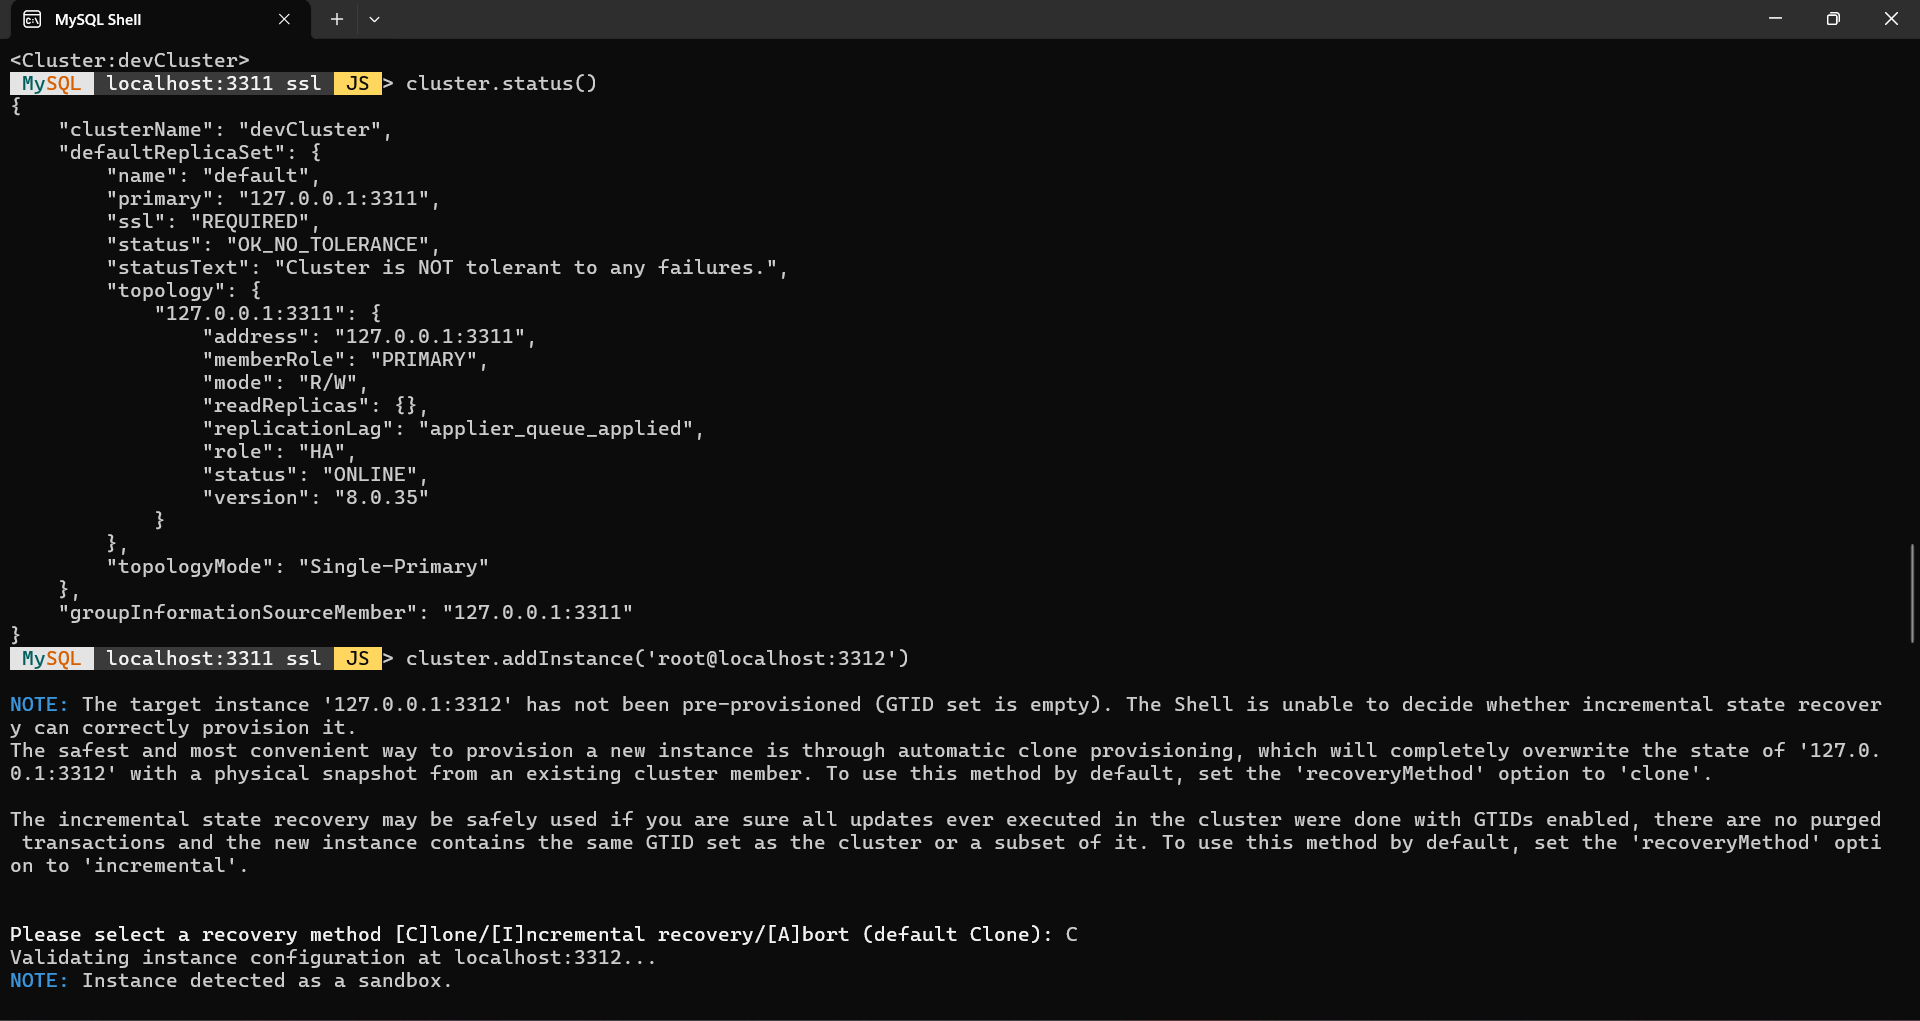 MySQL Shell
<Cluster:devCluster>
MySQL localhost:3311 ssl JS > cluster.status()
{
    "clusterName": "devCluster",
    "defaultReplicaSet": {
        "name": "default",
        "primary": "127.0.0.1:3311",
        "ssl": "REQUIRED",
        "status": "OK_NO_TOLERANCE",
        "statusText": "Cluster is NOT tolerant to any failures.",
        "topology": {
            "127.0.0.1:3311": {
                "address": "127.0.0.1:3311",
                "memberRole": "PRIMARY",
                "mode": "R/W",
                "readReplicas": {},
                "replicationLag": "applier_queue_applied",
                "role": "HA",
                "status": "ONLINE",
                "version": "8.0.35"
            }
        },
        "topologyMode": "Single-Primary"
    },
    "groupInformationSourceMember": "127.0.0.1:3311"
}
MySQL localhost:3311 ssl JS > cluster.addInstance('root@localhost:3312')
NOTE: The target instance '127.0.0.1:3312' has not been pre-provisioned (GTID set is empty). The Shell is unable to decide whether incremental state recover
y can correctly provision it.
The safest and most convenient way to provision a new instance is through automatic clone provisioning, which will completely overwrite the state of '127.0.
0.1:3312' with a physical snapshot from an existing cluster member. To use this method by default, set the 'recoveryMethod' option to 'clone'.
The incremental state recovery may be safely used if you are sure all updates ever executed in the cluster were done with GTIDs enabled, there are no purged
 transactions and the new instance contains the same GTID set as the cluster or a subset of it. To use this method by default, set the 'recoveryMethod' opti
on to 'incremental'.
Please select a recovery method [C]lone/[I]ncremental recovery/[A]bort (default Clone): C
Validating instance configuration at localhost:3312...
NOTE: Instance detected as a sandbox.